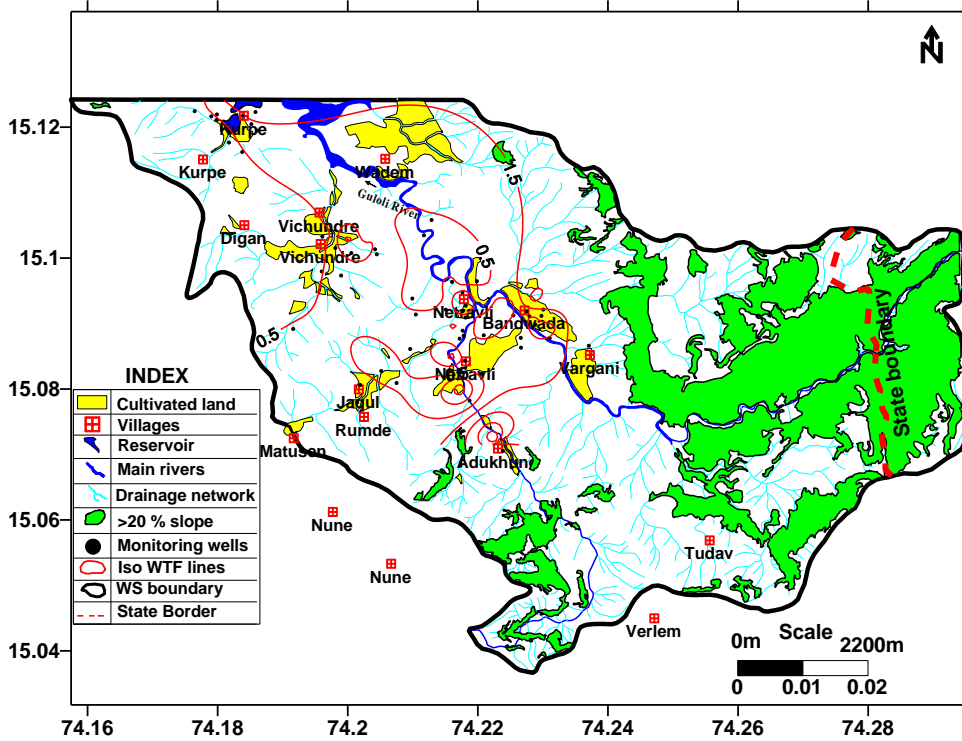 N
15.12
15.1
15.080
15.06
15.04
Kurpe
Kurpe
Wadem
Guloli River
1.5
Digan
Vichundre
Vichundre
0.5
0.5
Netravli
Bandwada
Vargani
Netravli
Jagul
Rumde
Matusen
Adukhun
Nune
Nune
Tudav
Verlem
State boundary
INDEX
Cultivated land
Villages
Reservoir
Main rivers
Drainage network
>20 % slope
Monitoring wells
Iso WTF lines
WS boundary
State Border
0m Scale 2200m
0 0.01 0.02
74.16 74.18 74.2 74.22 74.24 74.26 74.28